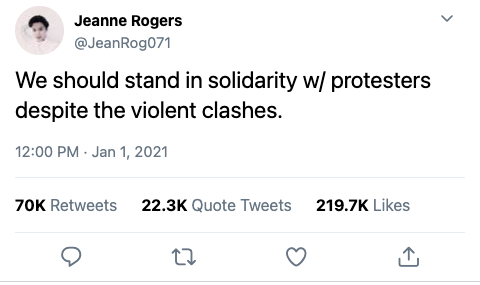 Jeanne Rogers
@JeanRog071
We should stand in solidarity w/ protesters
despite the violent clashes.
12:00 PM · Jan 1, 2021
70K Retweets 22.3K Quote Tweets 219.7K Likes